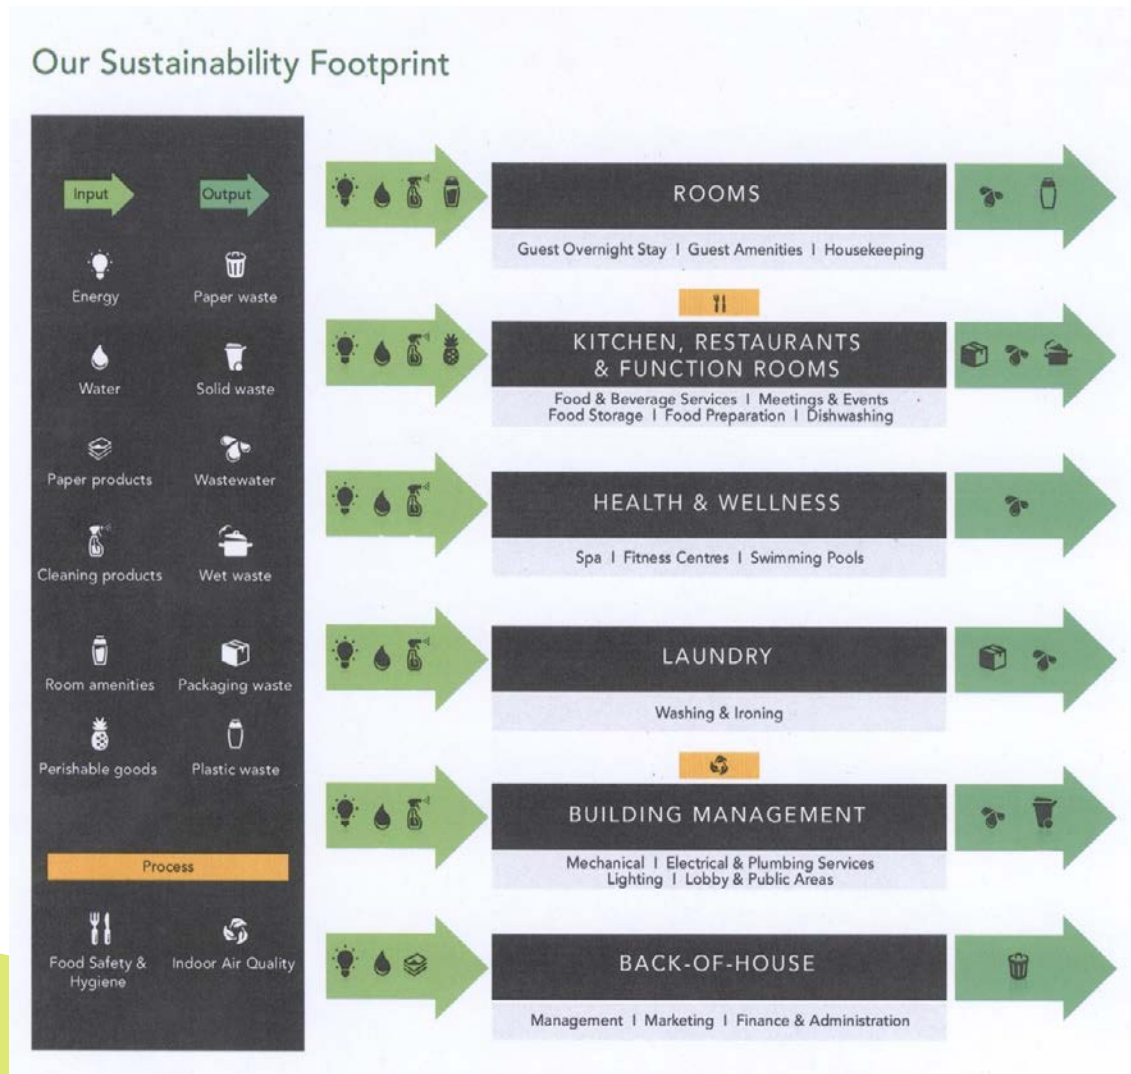 Our Sustainability Footprint
Input
Output
Energy
Paper waste
Water
Solid waste
Paper products
Wastewater
Cleaning products
Wet waste
Room amenities
Packaging waste
Perishable goods
Plastic waste
Process
Food Safety &
Hygiene
Indoor Air Quality
ROOMS
Guest Overnight Stay I Guest Amenities I Housekeeping
KITCHEN, RESTAURANTS
& FUNCTION ROOMS
Food & Beverage Services I Meetings & Events
Food Storage I Food Preparation I Dishwashing
HEALTH & WELLNESS
Spa I Fitness Centres I Swimming Pools
LAUNDRY
Washing & Ironing
BUILDING MANAGEMENT
Mechanical I Electrical & Plumbing Services
Lighting I Lobby & Public Areas
BACK-OF-HOUSE
Management I Marketing I Finance & Administration